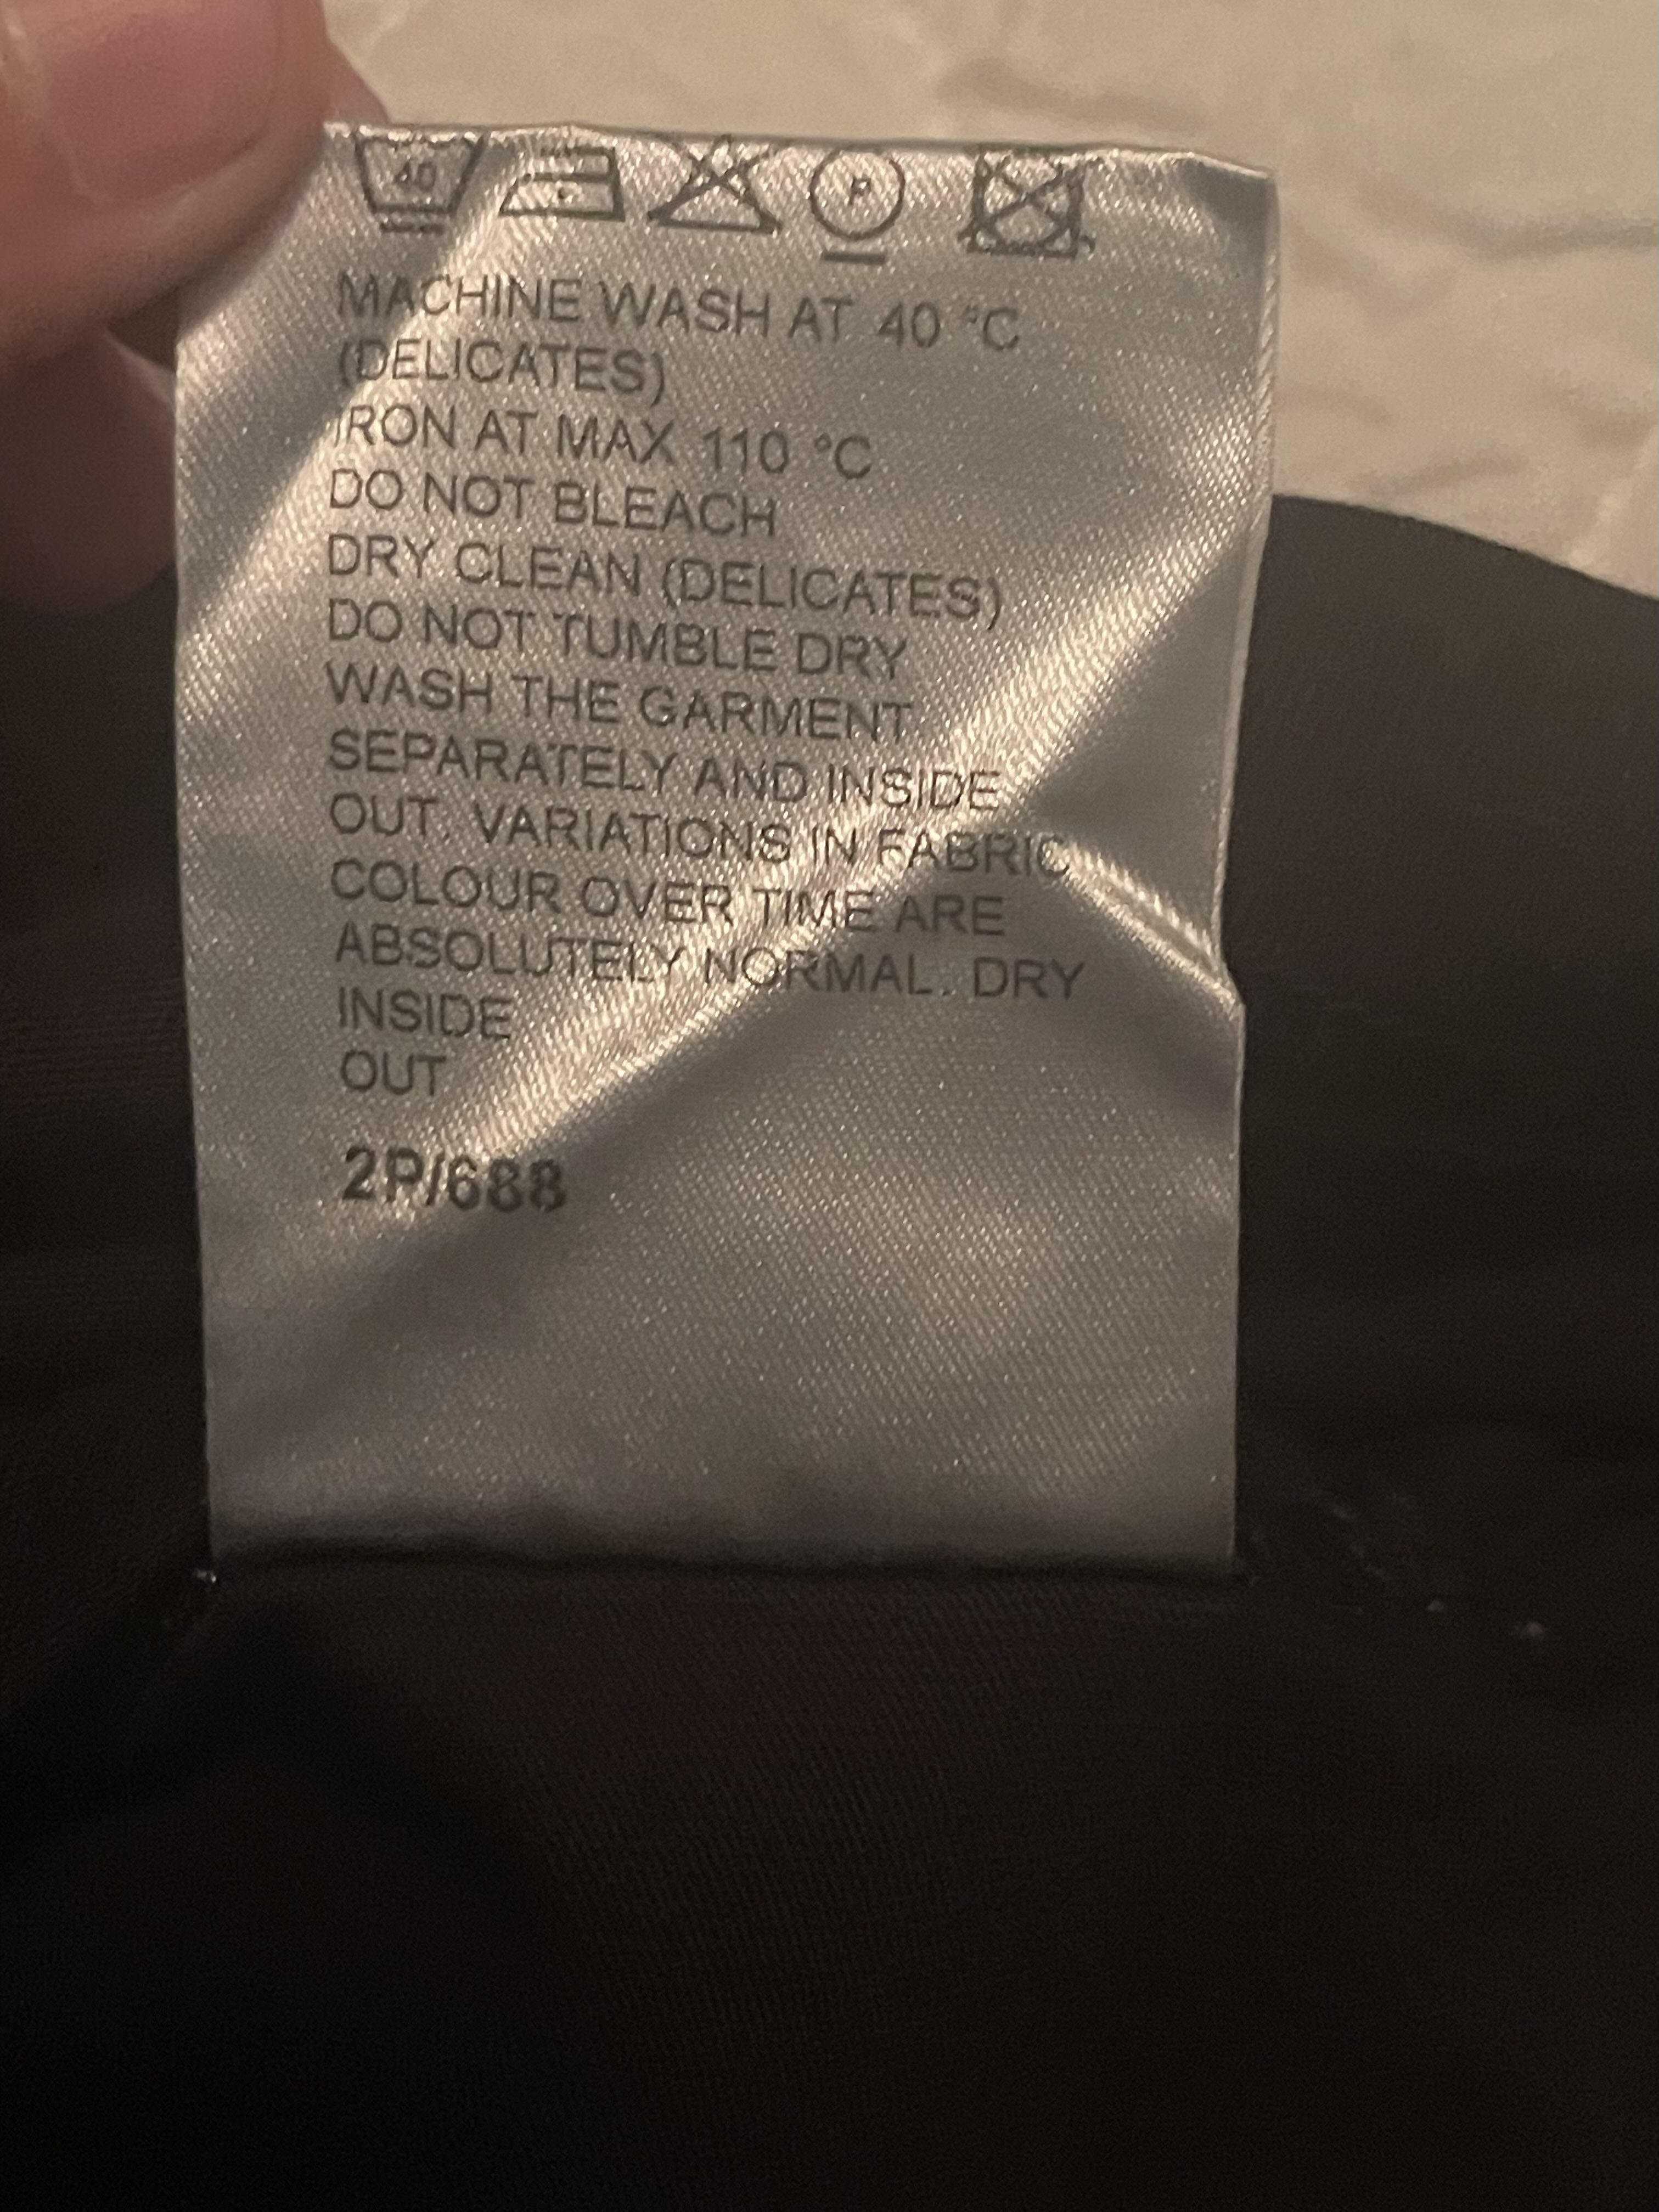 40 P
MACHINE WASH AT 40 °C
(DELICATES)
IRON AT MAX 110 °C
DO NOT BLEACH
DRY CLEAN (DELICATES)
DO NOT TUMBLE DRY
WASH THE GARMENT
SEPARATELY AND INSIDE
OUT. VARIATIONS IN FABRIC
COLOUR OVER TIME ARE
ABSOLUTELY NORMAL. DRY
INSIDE
OUT
2P/688